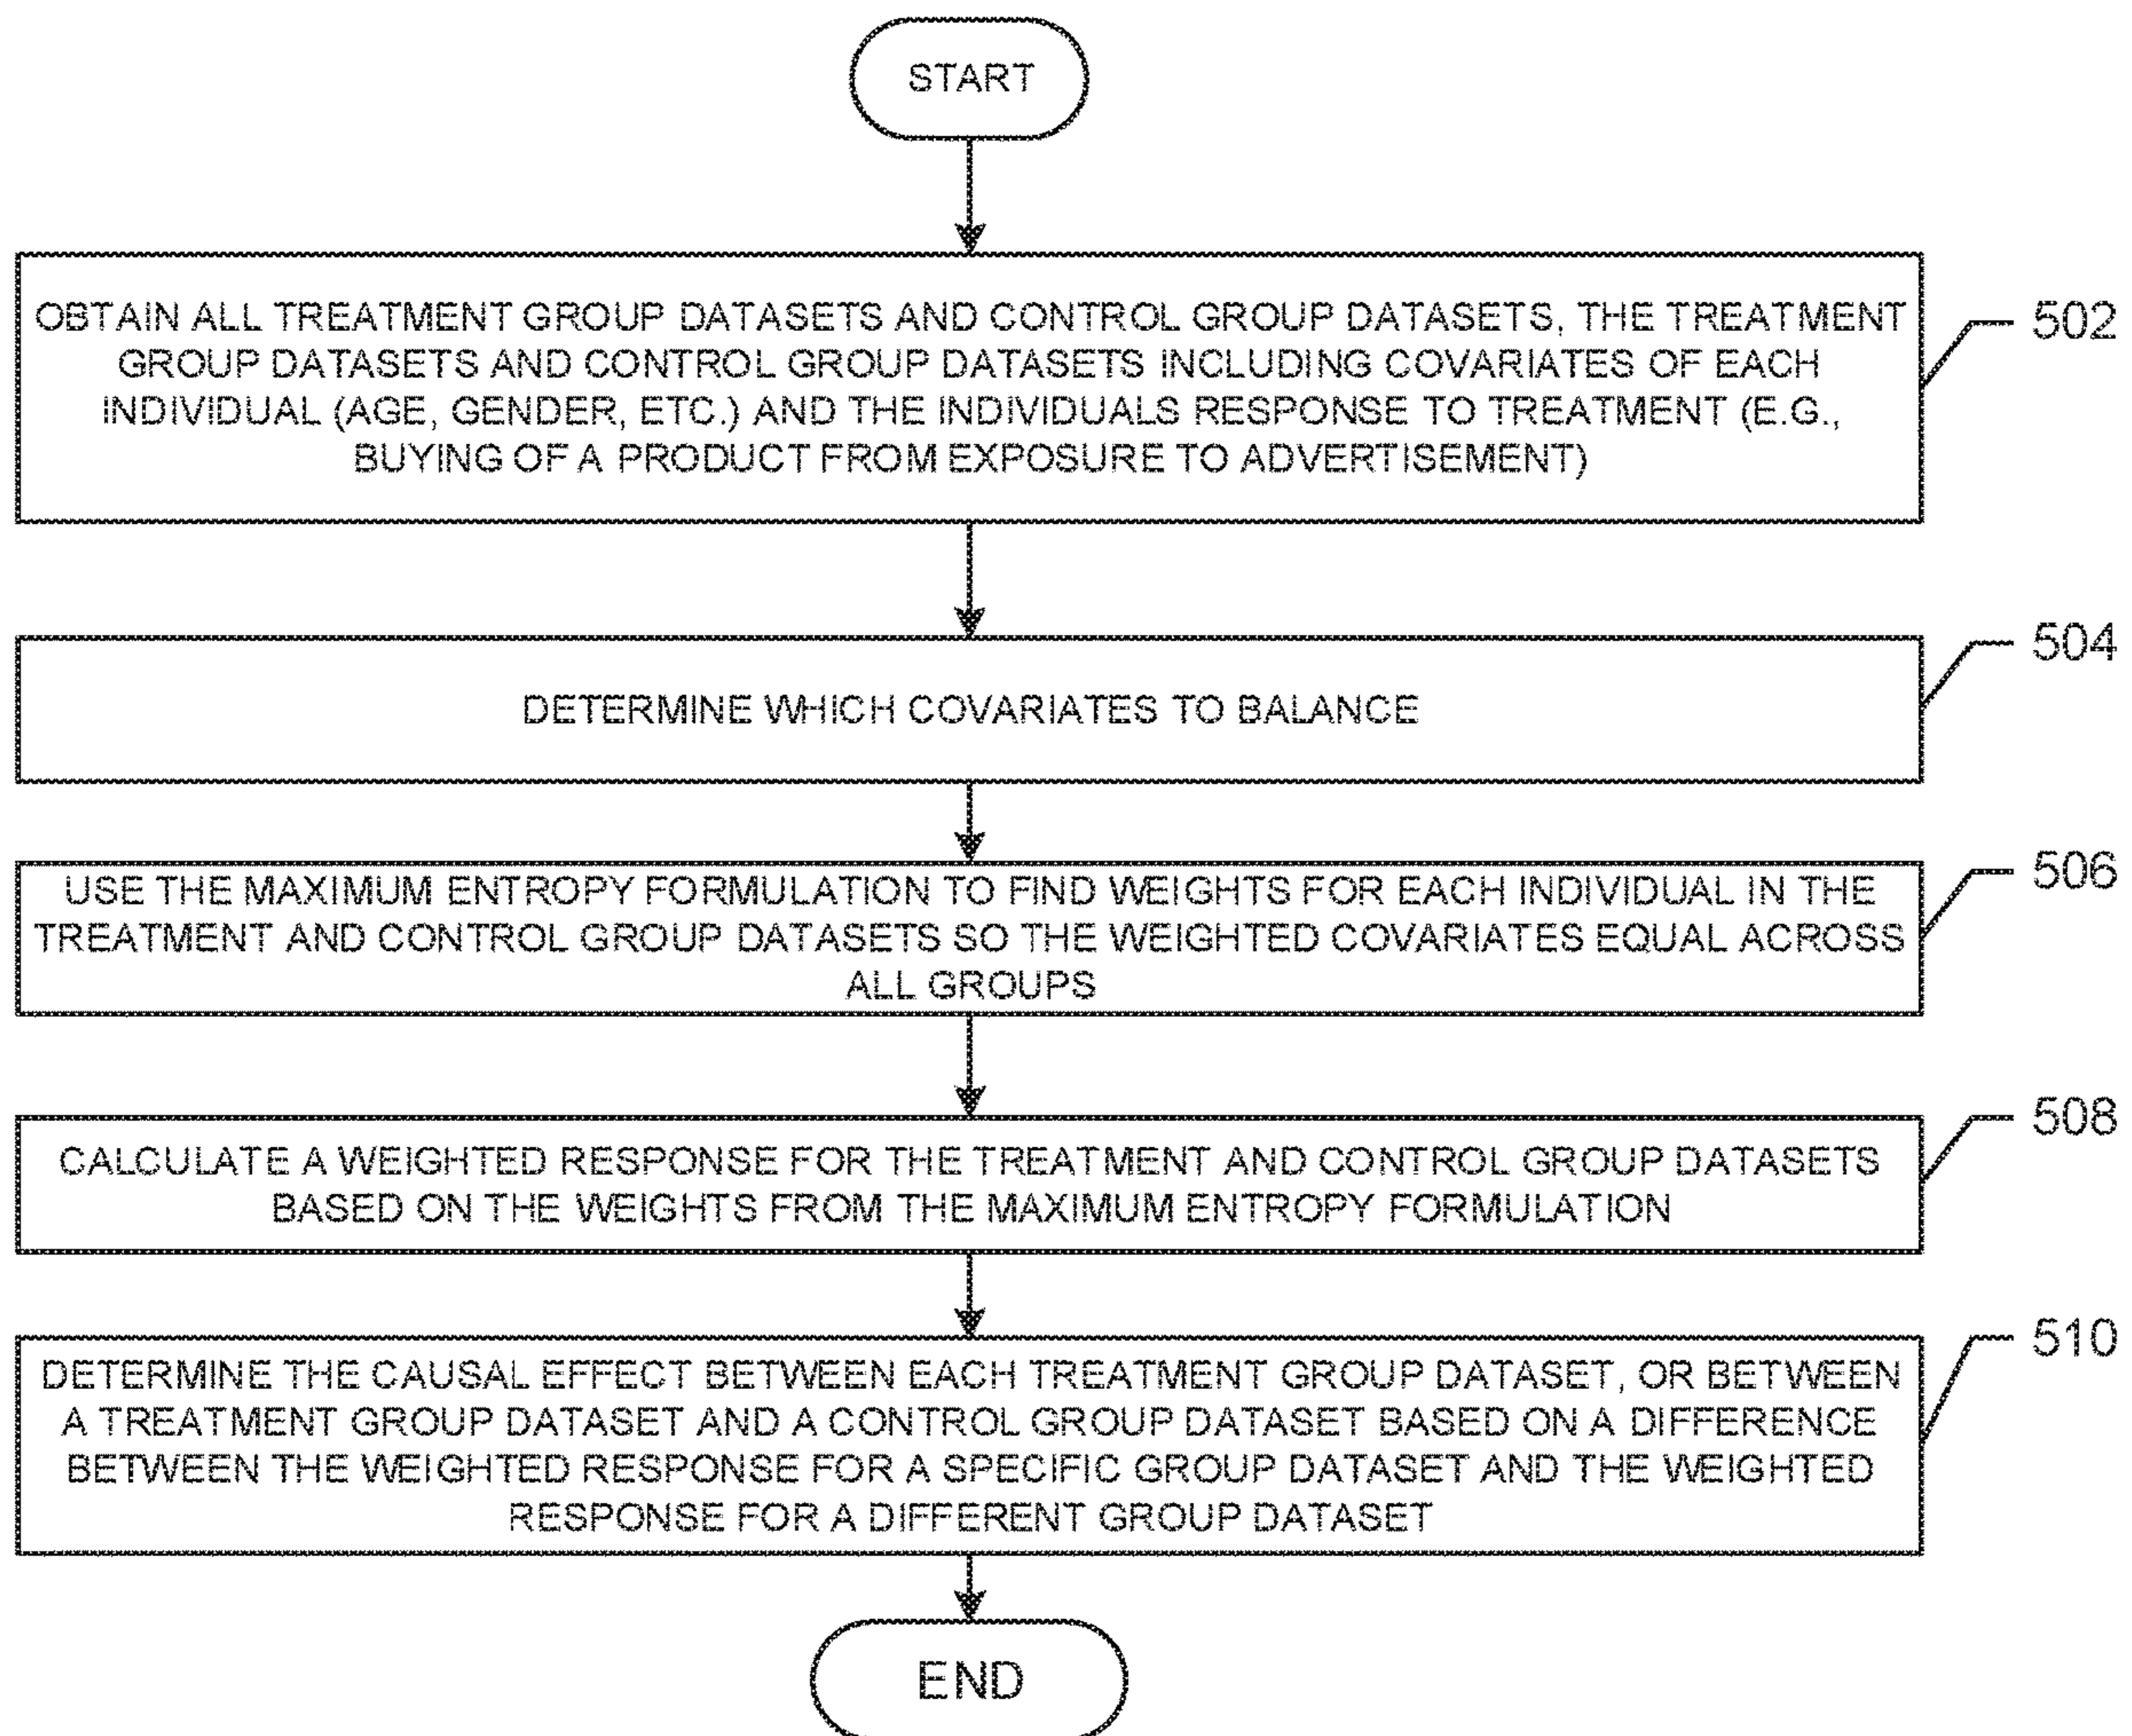 START
OBTAIN ALL TREATMENT GROUP DATASETS AND CONTROL GROUP DATASETS, THE TREATMENT
GROUP DATASETS AND CONTROL GROUP DATASETS INCLUDING COVARIATES OF EACH
INDIVIDUAL (AGE, GENDER, ETC.) AND THE INDIVIDUALS RESPONSE TO TREATMENT (E.G.,
BUYING OF A PRODUCT FROM EXPOSURE TO ADVERTISEMENT)
502
DETERMINE WHICH COVARIATES TO BALANCE
504
USE THE MAXIMUM ENTROPY FORMULATION TO FIND WEIGHTS FOR EACH INDIVIDUAL IN THE
TREATMENT AND CONTROL GROUP DATASETS SO THE WEIGHTED COVARIATES EQUAL ACROSS
ALL GROUPS
506
CALCULATE A WEIGHTED RESPONSE FOR THE TREATMENT AND CONTROL GROUP DATASETS
BASED ON THE WEIGHTS FROM THE MAXIMUM ENTROPY FORMULATION
508
DETERMINE THE CAUSAL EFFECT BETWEEN EACH TREATMENT GROUP DATASET, OR BETWEEN
A TREATMENT GROUP DATASET AND A CONTROL GROUP DATASET BASED ON A DIFFERENCE
BETWEEN THE WEIGHTED RESPONSE FOR A SPECIFIC GROUP DATASET AND THE WEIGHTED
RESPONSE FOR A DIFFERENT GROUP DATASET
510
END